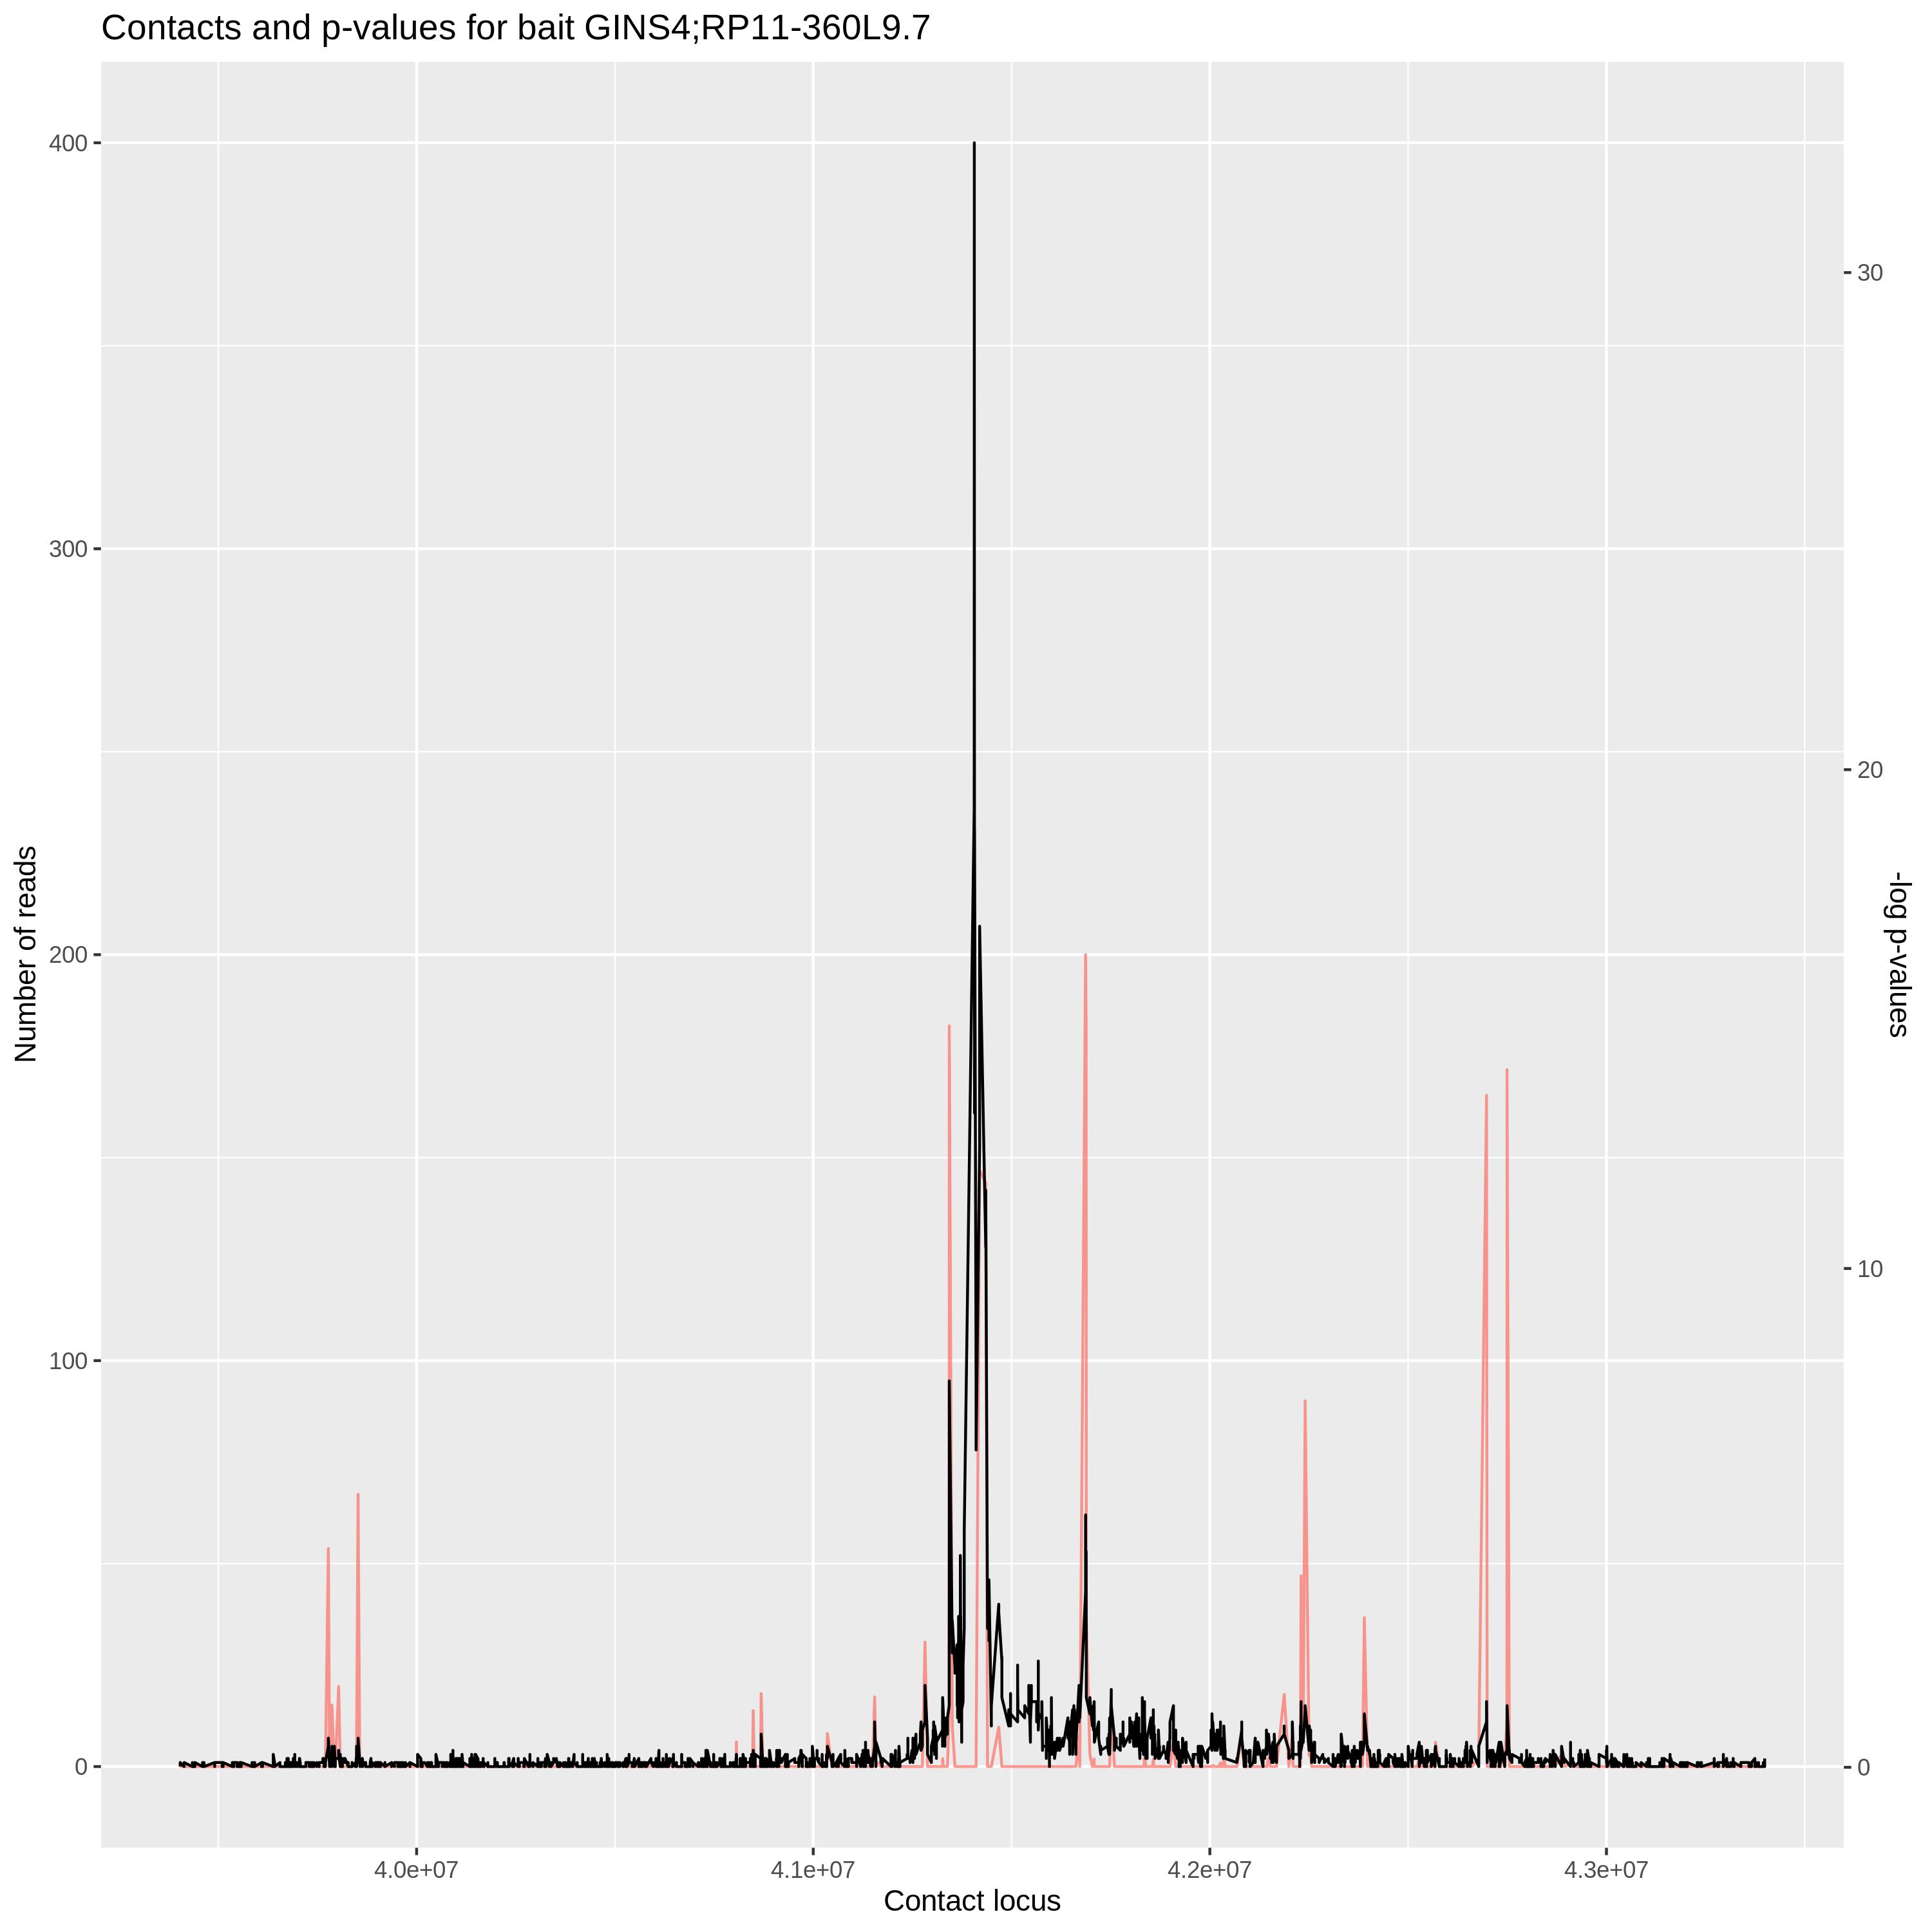 Contacts and p-values for bait GINS4;RP11-360L9.7
400
300
200
100
0
Number of reads
30
20
10
0
-log p-values
4.0e+07
4.1e+07
4.2e+07
4.3e+07
Contact locus